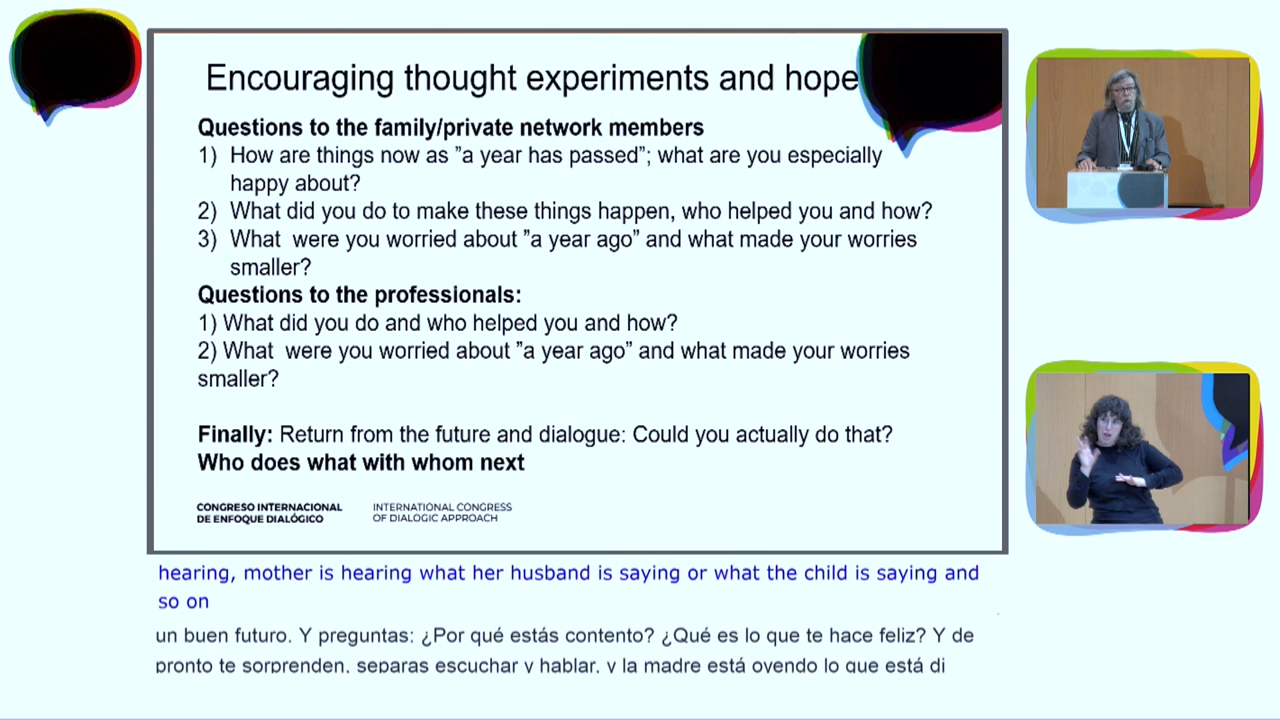 Encouraging thought experiments and hope
Questions to the family/private network members
1) How are things now as ”a year has passed”; what are you especially
happy about?
2) What did you do to make these things happen, who helped you and how?
3) What were you worried about ”a year ago” and what made your worries
smaller?
Questions to the professionals:
1) What did you do and who helped you and how?
2) What were you worried about ”a year ago” and what made your worries
smaller?
Finally: Return from the future and dialogue: Could you actually do that?
Who does what with whom next
CONGRESO INTERNACIONAL
DE ENFOQUE DIALÓGICO
INTERNATIONAL CONGRESS
OF DIALOGIC APPROACH
hearing, mother is hearing what her husband is saying or what the child is saying and
so on
un buen futuro. Y preguntas: ¿Por qué estás contento? ¿Qué es lo que te hace feliz? Y de
pronto te sorprenden, separas escuchar y hablar, y la madre está oyendo lo que está di